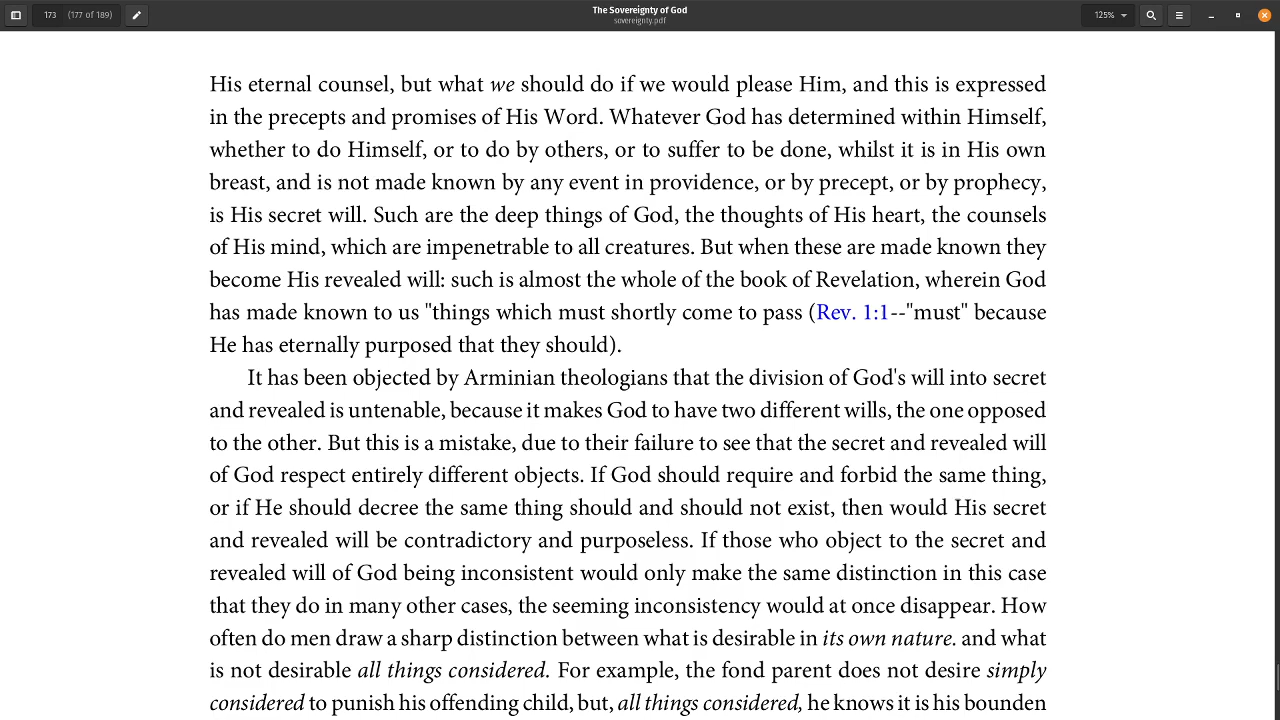 173 (177 of 189)
The Sovereignty of God
sovereignty.pdf
125%
His eternal counsel, but what we should do if we would please Him, and this is expressed
in the precepts and promises of His Word. Whatever God has determined within Himself,
whether to do Himself, or to do by others, or to suffer to be done, whilst it is in His own
breast, and is not made known by any event in providence, or by precept, or by prophecy,
is His secret will. Such are the deep things of God, the thoughts of His heart, the counsels
of His mind, which are impenetrable to all creatures. But when these are made known they
become His revealed will: such is almost the whole of the book of Revelation, wherein God
has made known to us "things which must shortly come to pass (Rev. 1:1--"must" because
He has eternally purposed that they should).
It has been objected by Arminian theologians that the division of God's will into secret
and revealed is untenable, because it makes God to have two different wills, the one opposed
to the other. But this is a mistake, due to their failure to see that the secret and revealed will
of God respect entirely different objects. If God should require and forbid the same thing,
or if He should decree the same thing should and should not exist, then would His secret
and revealed will be contradictory and purposeless. If those who object to the secret and
revealed will of God being inconsistent would only make the same distinction in this case
that they do in many other cases, the seeming inconsistency would at once disappear. How
often do men draw a sharp distinction between what is desirable in its own nature. and what
is not desirable all things considered. For example, the fond parent does not desire simply
considered to punish his offending child, but, all things considered, he knows it is his bounden